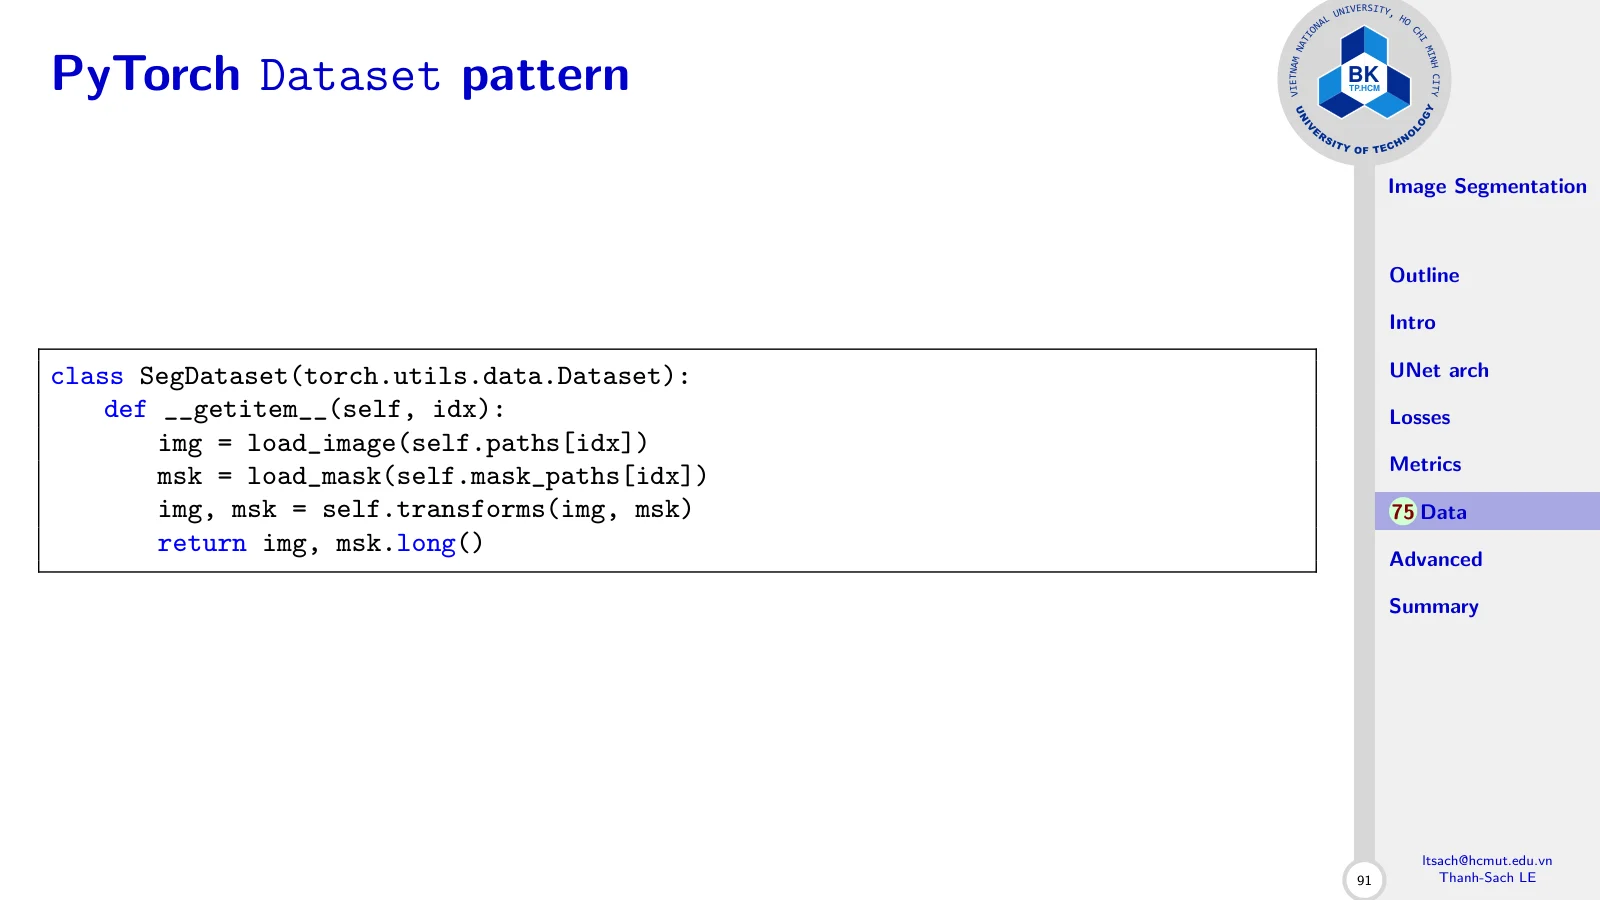 PyTorch Dataset pattern
class SegDataset(torch.utils.data.Dataset):
    def __getitem__(self, idx):
        img = load_image(self.paths[idx])
        msk = load_mask(self.mask_paths[idx])
        img, msk = self.transforms(img, msk)
        return img, msk.long()
VIETNAM NATIONAL UNIVERSITY, HO CHI MINH CITY
BK
TP.HCM
UNIVERSITY OF TECHNOLOGY
Image Segmentation
Outline
Intro
UNet arch
Losses
Metrics
75 Data
Advanced
Summary
ltsach@hcmut.edu.vn
Thanh-Sach LE
91